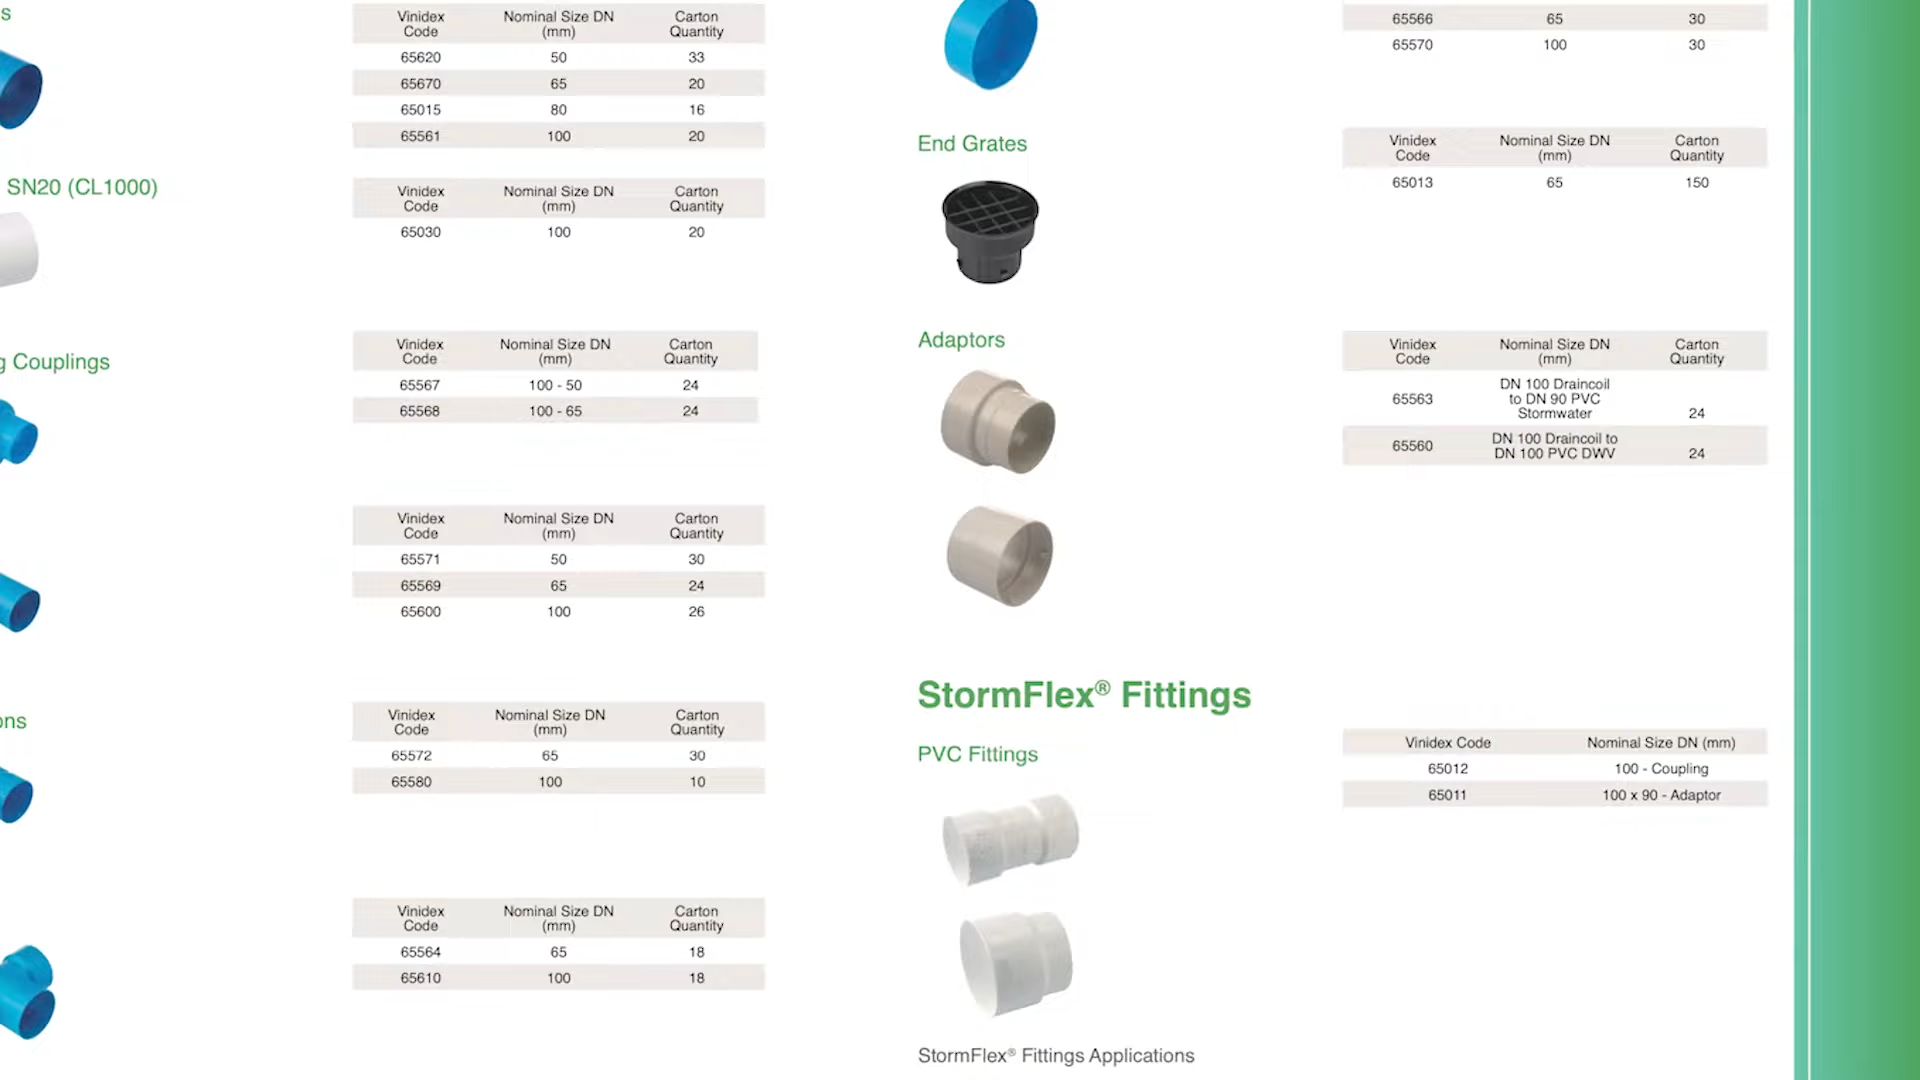 s
Vinidex Code Nominal Size DN (mm) Carton Quantity
65620 50 33
65670 65 20
65015 80 16
65561 100 20
SN20 (CL1000)
Vinidex Code Nominal Size DN (mm) Carton Quantity
65030 100 20
g Couplings
Vinidex Code Nominal Size DN (mm) Carton Quantity
65567 100 - 50 24
65568 100 - 65 24
Vinidex Code Nominal Size DN (mm) Carton Quantity
65571 50 30
65569 65 24
65600 100 26
ons
Vinidex Code Nominal Size DN (mm) Carton Quantity
65572 65 30
65580 100 10
Vinidex Code Nominal Size DN (mm) Carton Quantity
65564 65 18
65610 100 18
65566 65 30
65570 100 30
End Grates
Vinidex Code Nominal Size DN (mm) Carton Quantity
65013 65 150
Adaptors
Vinidex Code Nominal Size DN (mm) Carton Quantity
65563 DN 100 Draincoil to DN 90 PVC Stormwater 24
65560 DN 100 Draincoil to DN 100 PVC DWV 24
StormFlex® Fittings
PVC Fittings
Vinidex Code Nominal Size DN (mm)
65012 100 - Coupling
65011 100 x 90 - Adaptor
StormFlex® Fittings Applications